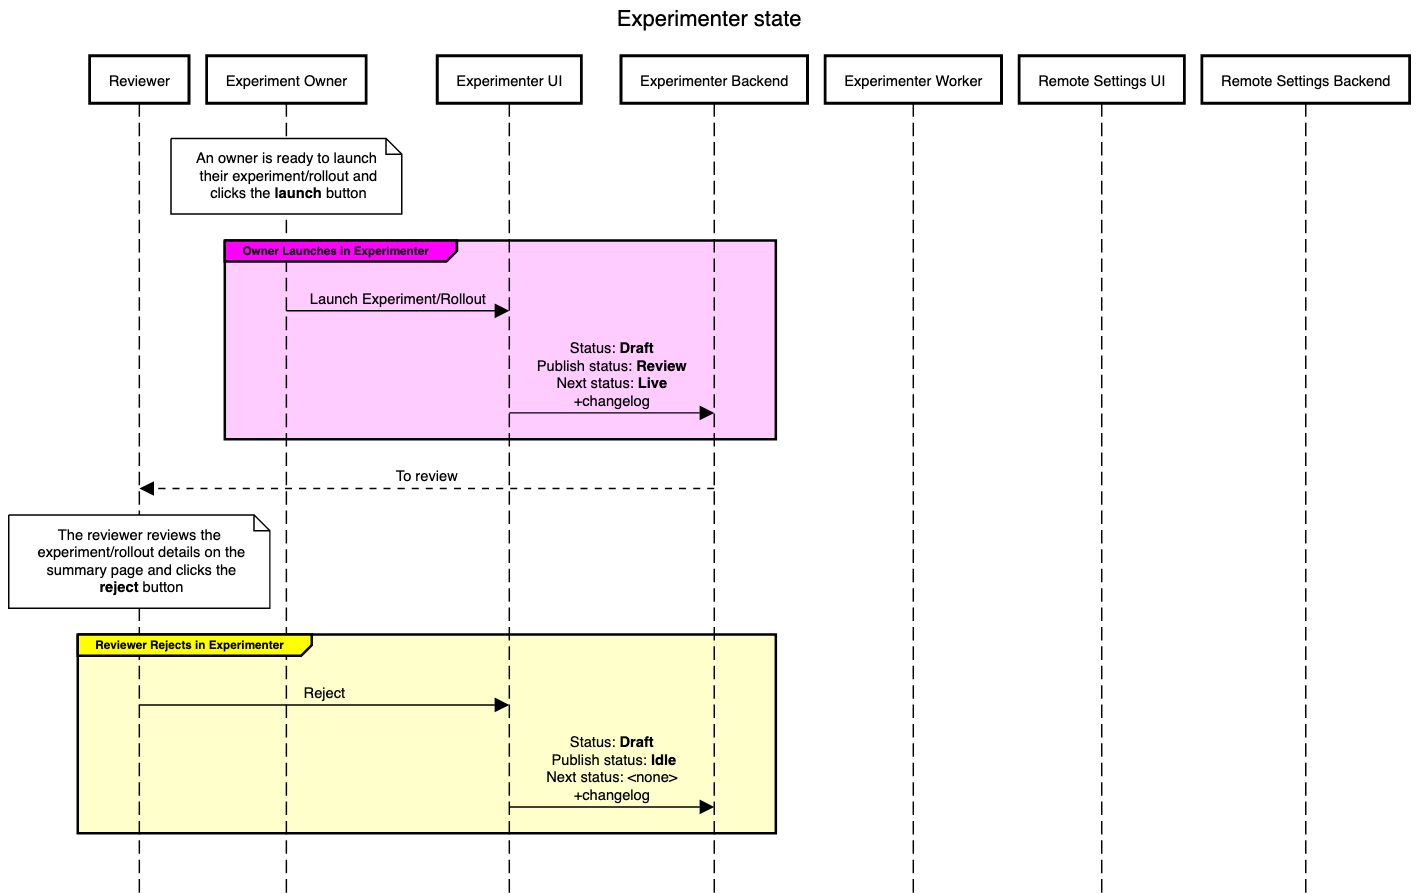 Experimenter state
Reviewer
Experiment Owner
Experimenter UI
Experimenter Backend
Experimenter Worker
Remote Settings UI
Remote Settings Backend
An owner is ready to launch
their experiment/rollout and
clicks the launch button
Owner Launches in Experimenter
Launch Experiment/Rollout
Status: Draft
Publish status: Review
Next status: Live
+changelog
To review
The reviewer reviews the
experiment/rollout details on the
summary page and clicks the
reject button
Reviewer Rejects in Experimenter
Reject
Status: Draft
Publish status: Idle
Next status: <none>
+changelog